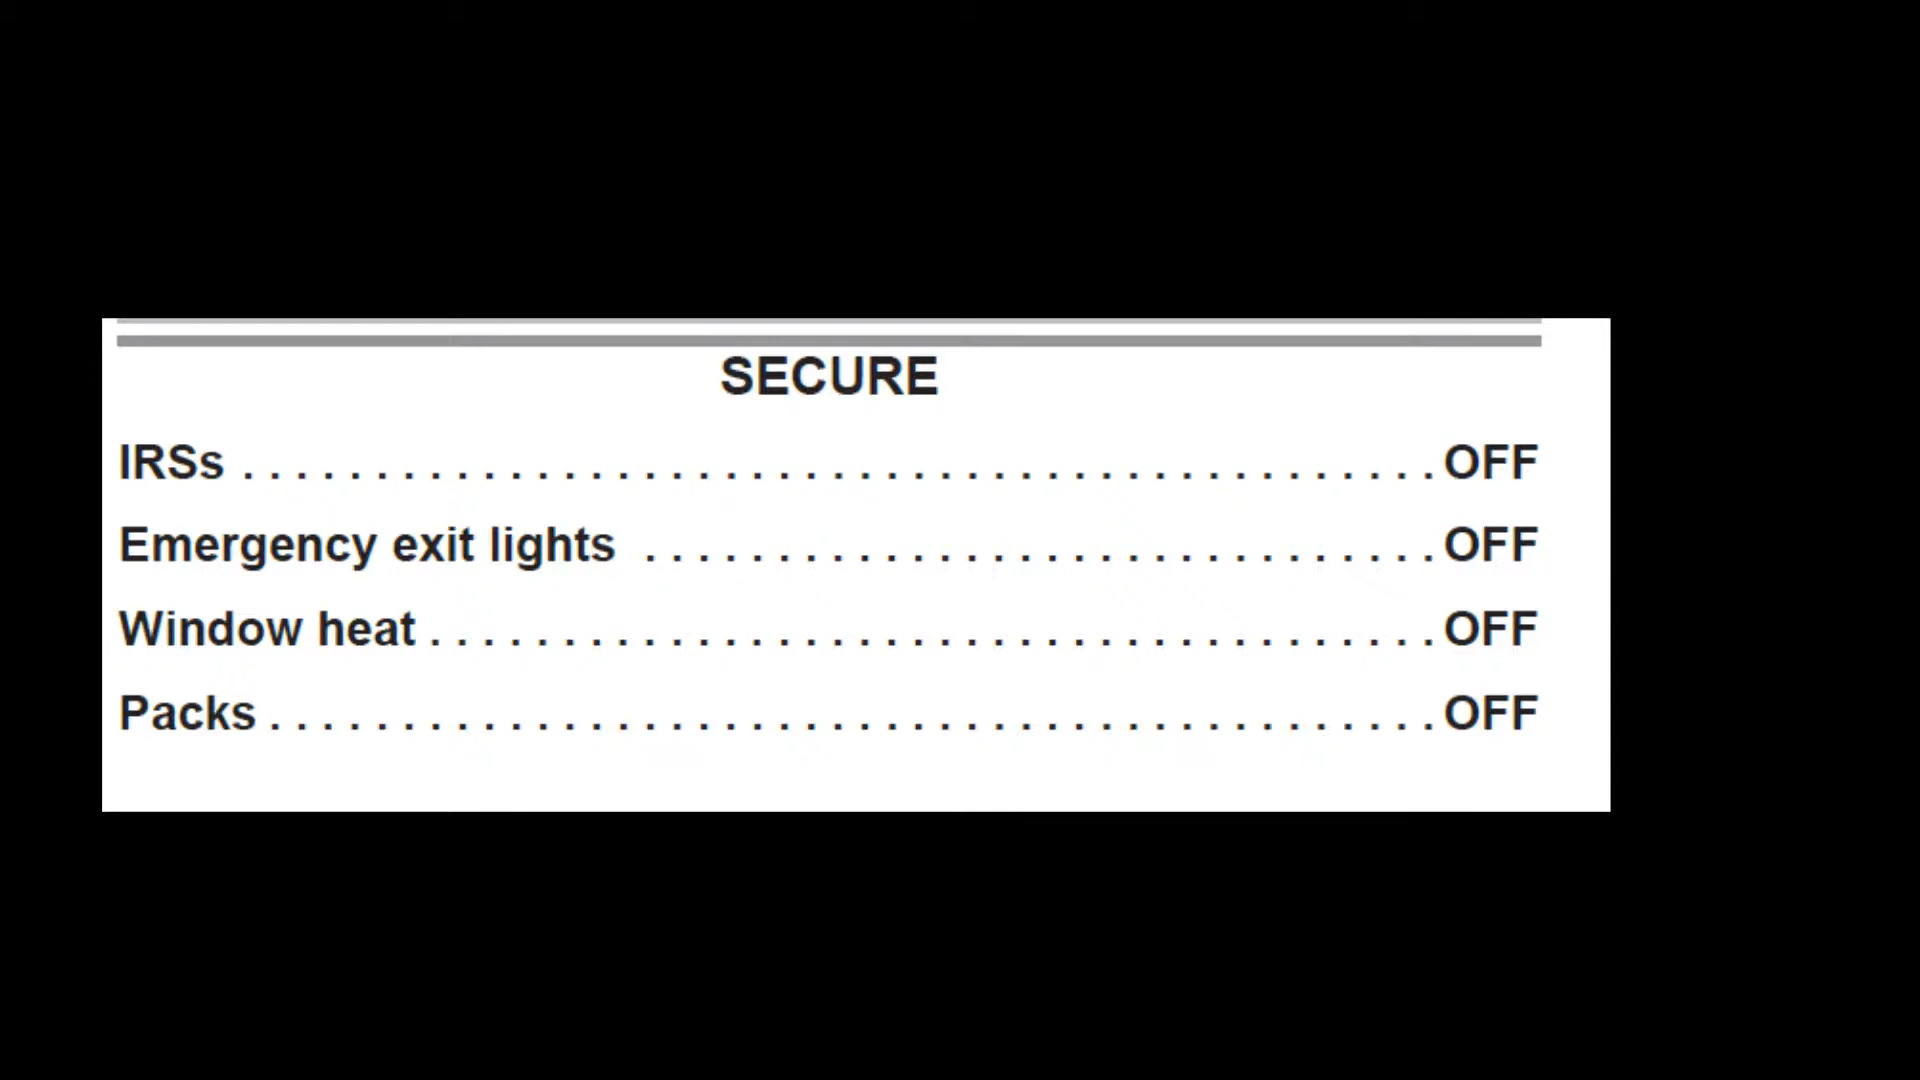 SECURE
IRSs . . . . . . . . . . . . . . . . . . . . . . . . . . . . . . . . . . . . . . . . . . . . . OFF
Emergency exit lights . . . . . . . . . . . . . . . . . . . . . . . . . . . . . . OFF
Window heat . . . . . . . . . . . . . . . . . . . . . . . . . . . . . . . . . . . . . . OFF
Packs . . . . . . . . . . . . . . . . . . . . . . . . . . . . . . . . . . . . . . . . . . . . OFF